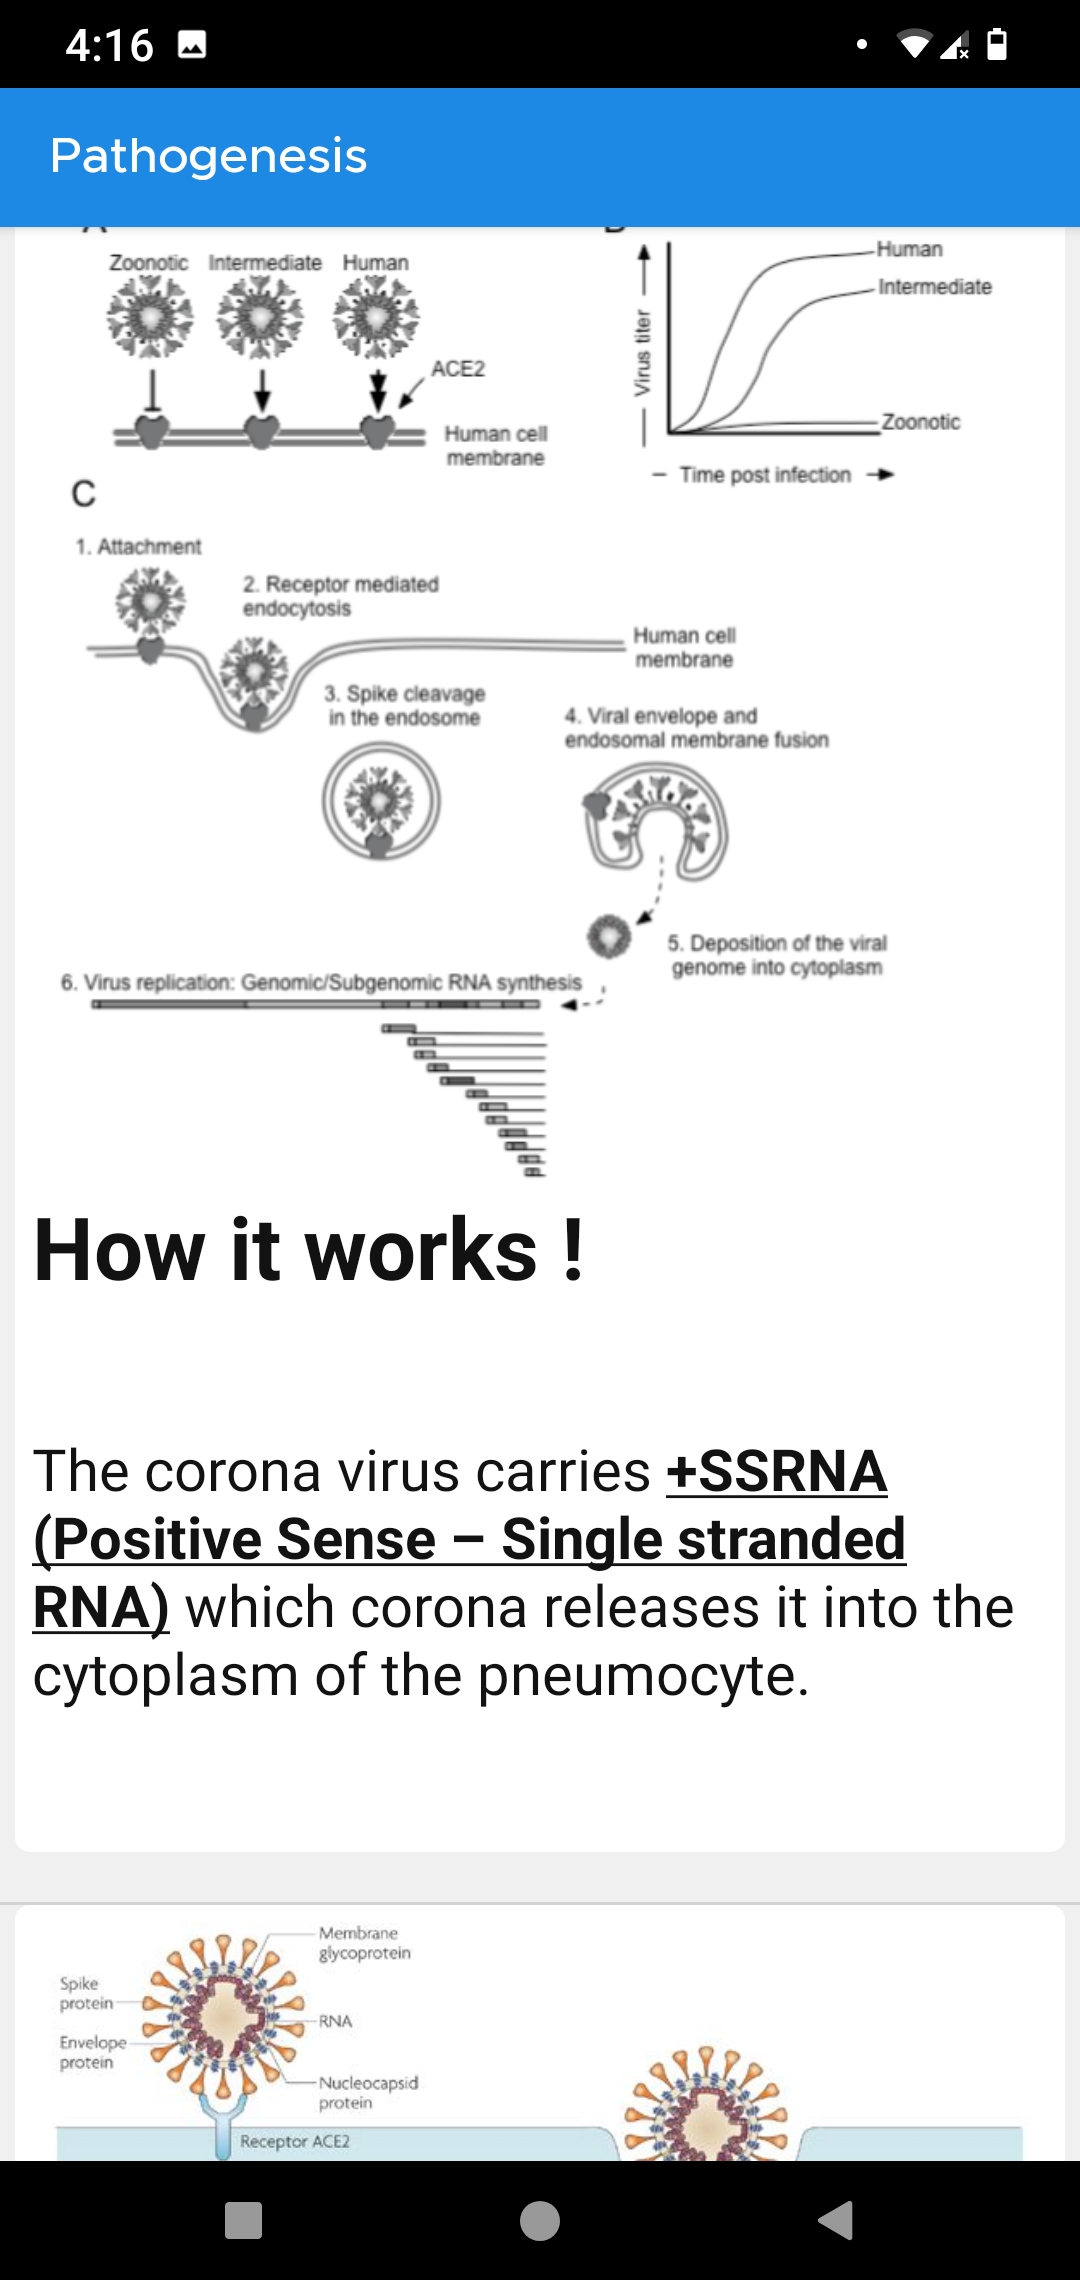 4:16
Pathogenesis
Zoonotic Intermediate Human
ACE2
Human cell
membrane
Human
Intermediate
Zoonotic
Virus titer
Time post infection
C
1. Attachment
2. Receptor mediated
endocytosis
Human cell
membrane
3. Spike cleavage
in the endosome
4. Viral envelope and
endosomal membrane fusion
5. Deposition of the viral
genome into cytoplasm
6. Virus replication: Genomic/Subgenomic RNA synthesis
How it works !
The corona virus carries +SSRNA
(Positive Sense – Single stranded
RNA) which corona releases it into the
cytoplasm of the pneumocyte.
Membrane
glycoprotein
Spike
protein
RNA
Envelope
protein
Nucleocapsid
protein
Receptor ACE2